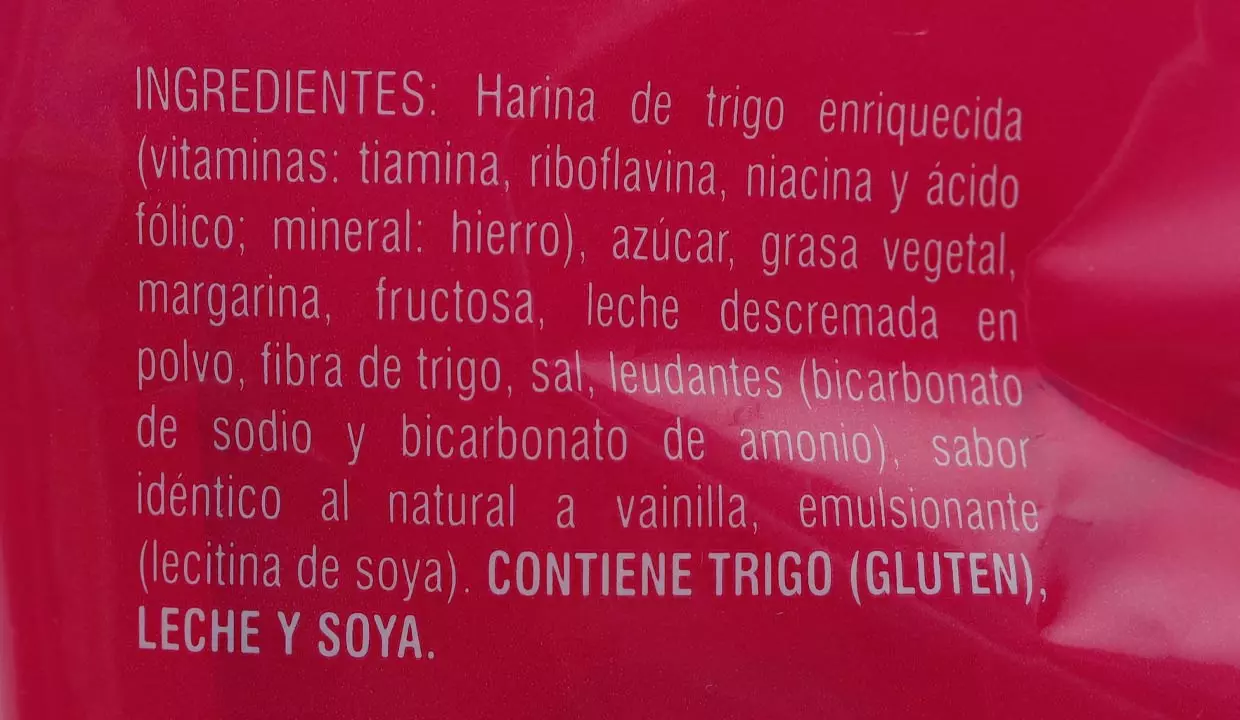 INGREDIENTES: Harina de trigo enriquecida
(vitaminas: tiamina, riboflavina, niacina y ácido
fólico; mineral: hierro), azúcar, grasa vegetal,
margarina, fructosa, leche descremada en
polvo, fibra de trigo, sal, leudantes (bicarbonato
de sodio y bicarbonato de amonio), sabor
idéntico al natural a vainilla, emulsionante
(lecitina de soya). CONTIENE TRIGO (GLUTEN),
LECHE Y SOYA.